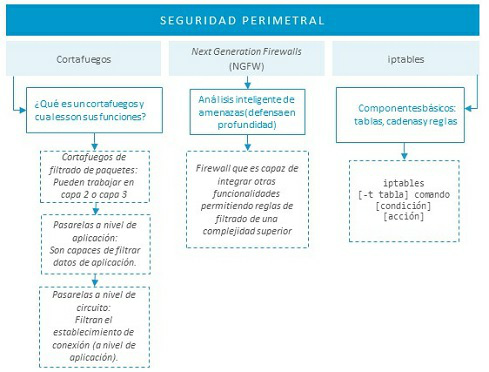 SEGURIDAD PERIMETRAL
Cortafuegos
¿Qué es un cortafuegos y
cuales son sus funciones?
Cortafuegos de
filtrado de paquetes:
Pueden trabajar en
capa 2 o capa 3
Pasarelas a nivel de
aplicación:
Son capaces de filtrar
datos de aplicación.
Pasarelas a nivel de
circuito:
Filtran el
establecimiento de
conexión (a nivel de
aplicación).
Next Generation Firewalls
(NGFW)
Análisis inteligente de
amenazas (defensa en
profundidad)
Firewall que es capaz de
integrar otras
funcionalidades
permitiendo reglas de
filtrado de una
complejidad superior
iptables
Componentes básicos:
tablas, cadenas y reglas
iptables
[-t tabla] comando
[condición]
[acción]